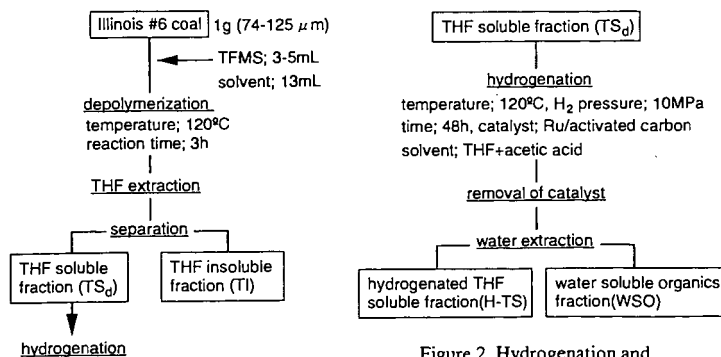 Illinois #6 coal 1g (74-125 μm)
TFMS; 3-5mL
solvent; 13mL
depolymerization
temperature; 120ºC
reaction time; 3h
THF extraction
separation
THF soluble
fraction (TSd)
THF insoluble
fraction (TI)
hydrogenation
THF soluble fraction (TSd)
hydrogenation
temperature; 120ºC, H2 pressure; 10MPa
time; 48h, catalyst; Ru/activated carbon
solvent; THF+acetic acid
removal of catalyst
water extraction
hydrogenated THF
soluble fraction(H-TS)
water soluble organics
fraction(WSO)
Figure 2. Hydrogenation and